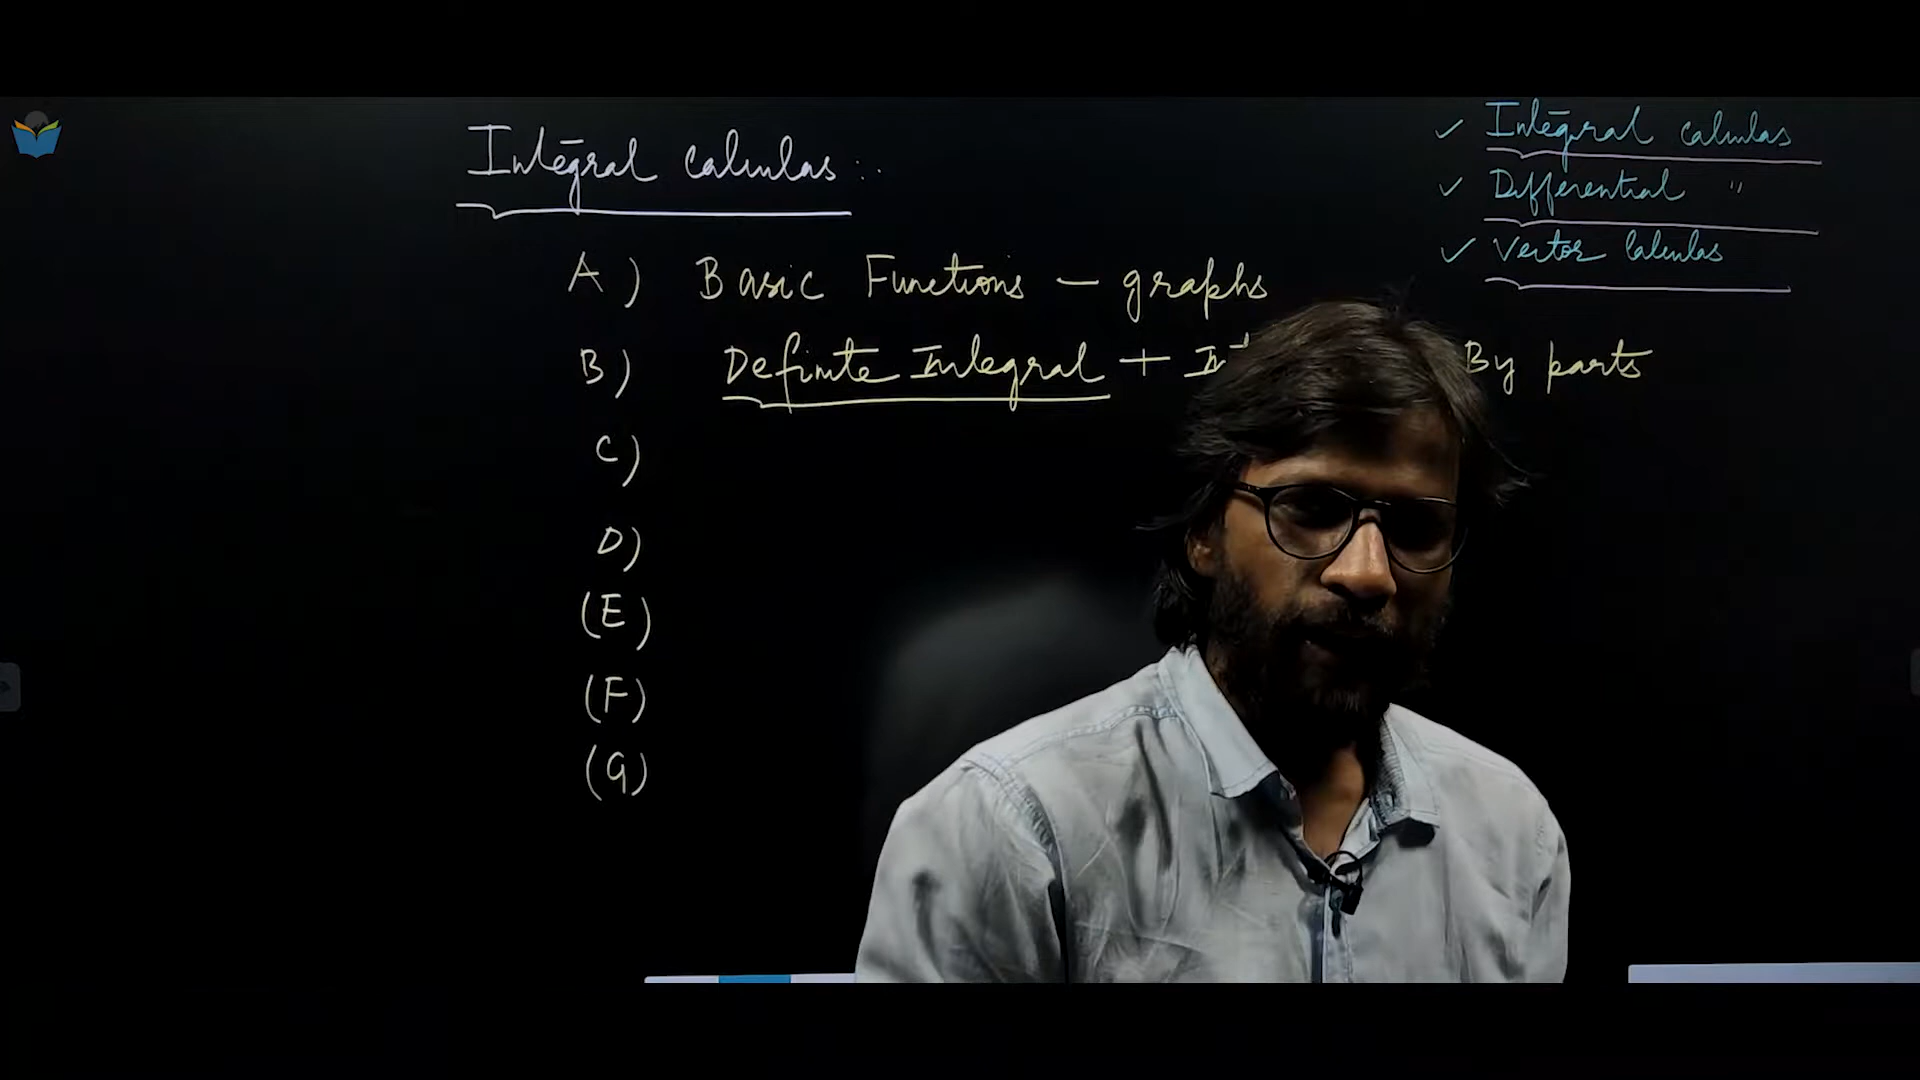 Integral calculas :.
✓ Integral calculas
✓ Differential "
✓ Vector Calculas
A) Basic Functions — graphs
B) Definite Integral + By parts
C)
D)
(E)
(F)
(G)